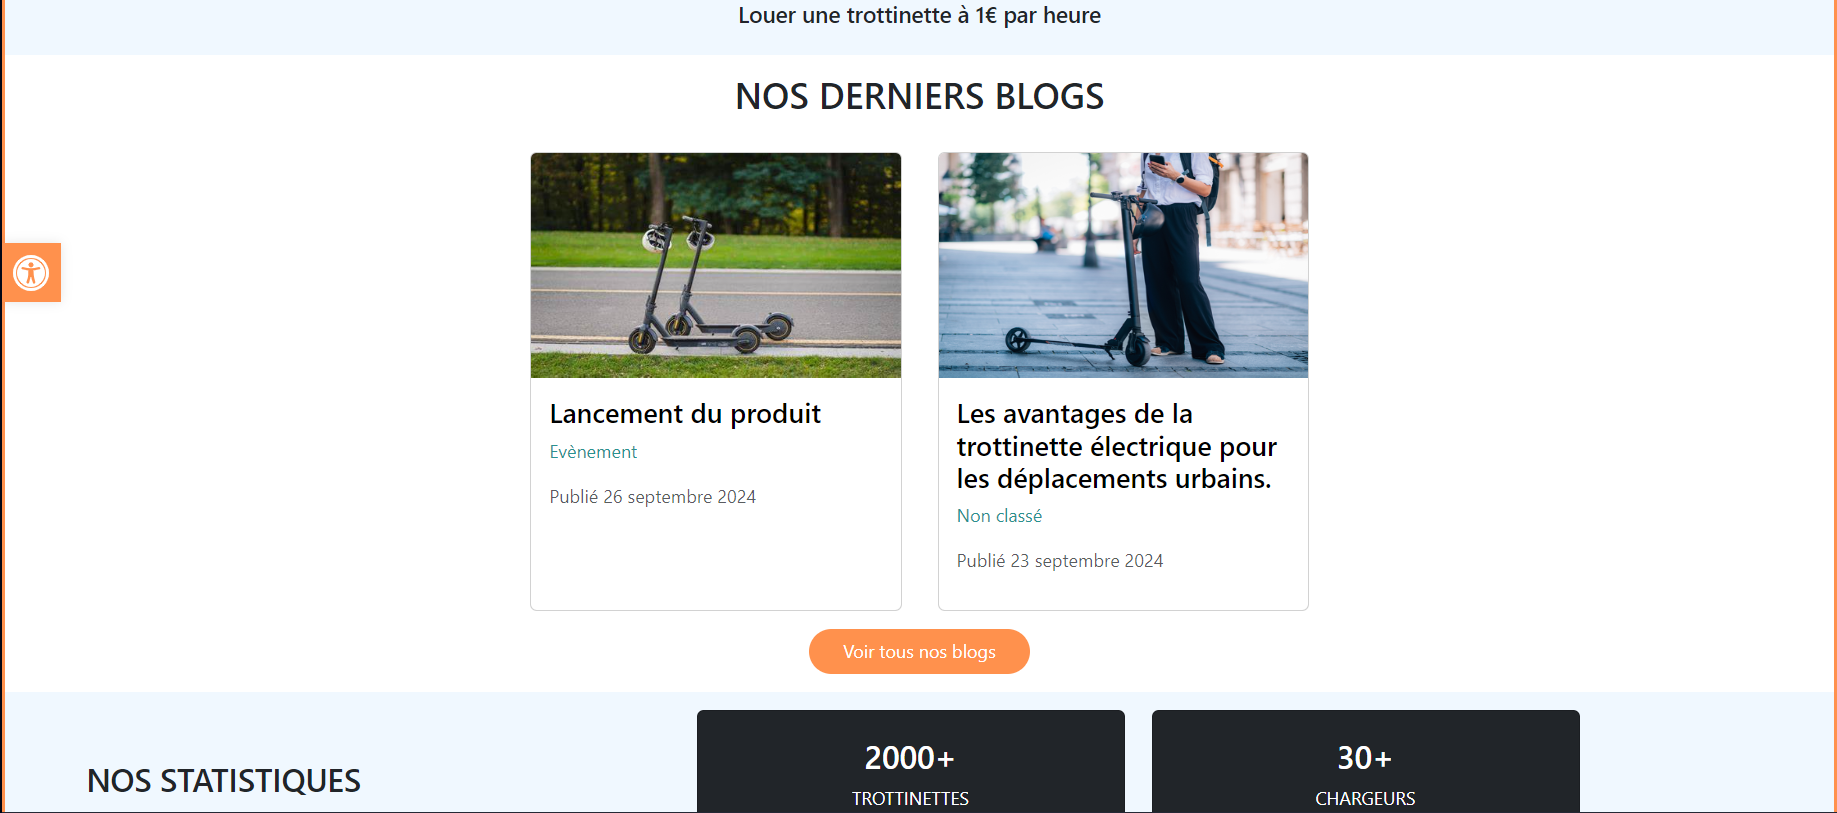 Louer une trottinette à 1€ par heure
NOS DERNIERS BLOGS
Lancement du produit
Evènement
Publié 26 septembre 2024
Les avantages de la
trottinette électrique pour
les déplacements urbains.
Non classé
Publié 23 septembre 2024
Voir tous nos blogs
NOS STATISTIQUES
2000+
TROTTINETTES
30+
CHARGEURS